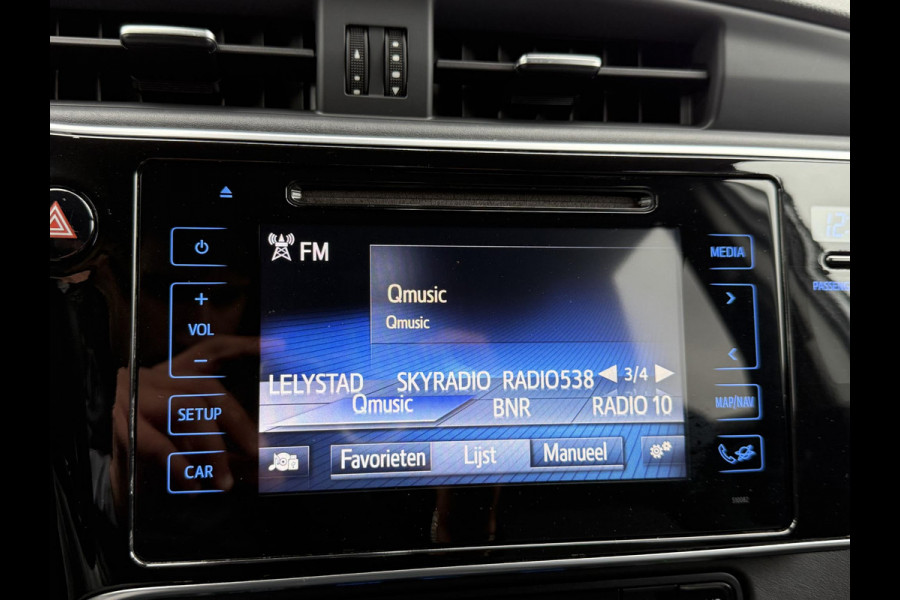 MEDIA
FM
+
VOL
−
Qmusic
Qmusic
LELYSTAD SKYRADIO RADIO538 3/4
Qmusic BNR RADIO 10
MAP/NAV
SETUP
Favorieten Lijst Manueel
CAR